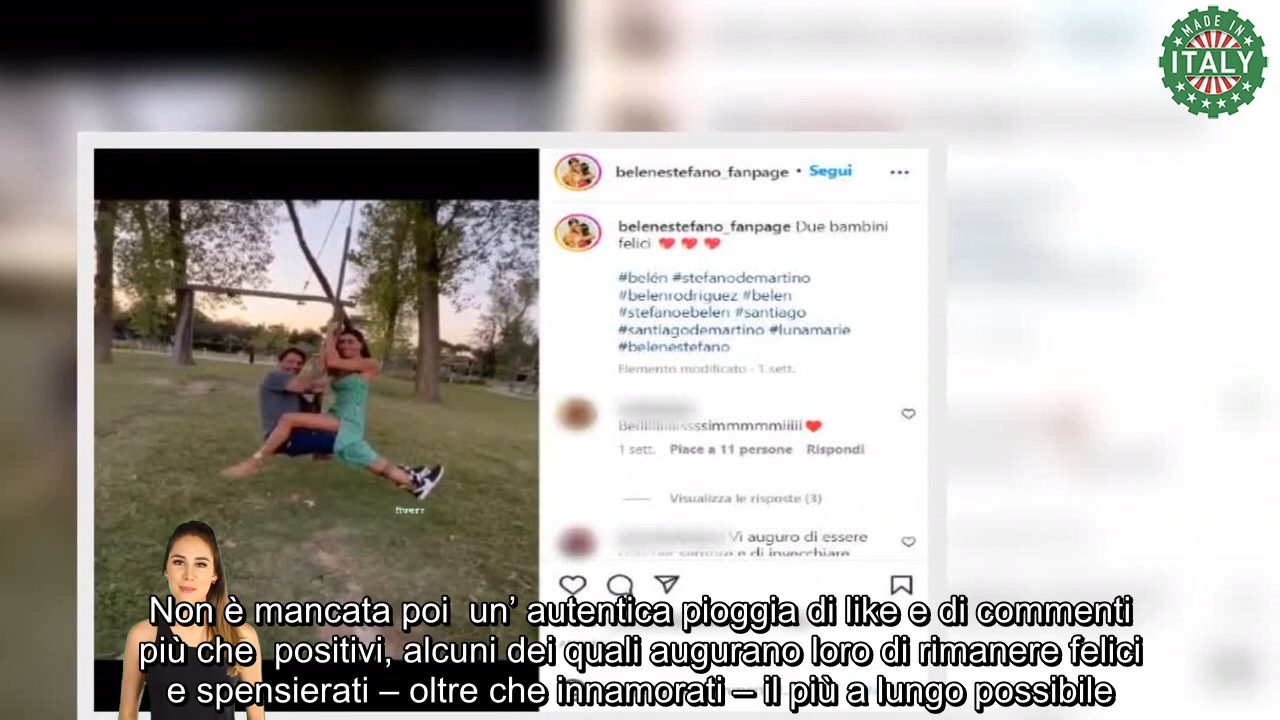 MADE IN
ITALY
belenestefano_fanpage • Segui
belenestefano_fanpage Due bambini
felici
#belén #stefanodemartino
#belenrodriguez #belen
#stefanoebelen #santiago
#santiagodemartino #lunamarie
#belenestefano
Elemento modificato · 1 sett.
1 sett. Piace a 11 persone Rispondi
Visualizza le risposte (3)
Vi auguro di essere
e di invecchiare
fiverr
Non è mancata poi un’ autentica pioggia di like e di commenti
più che positivi, alcuni dei quali augurano loro di rimanere felici
e spensierati – oltre che innamorati – il più a lungo possibile